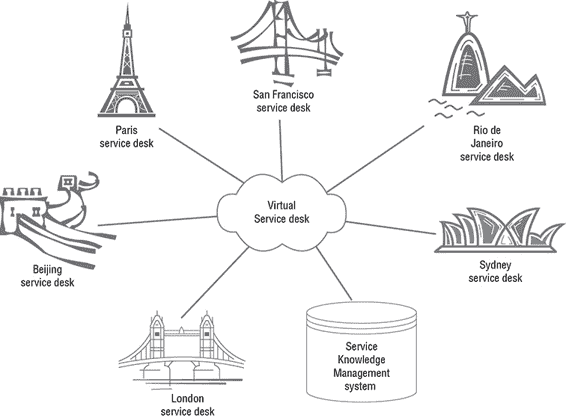 San Francisco
service desk
Paris
service desk
Rio de
Janeiro
service desk
Virtual
Service desk
Beijing
service desk
Sydney
service desk
London
service desk
Service
Knowledge
Management
system